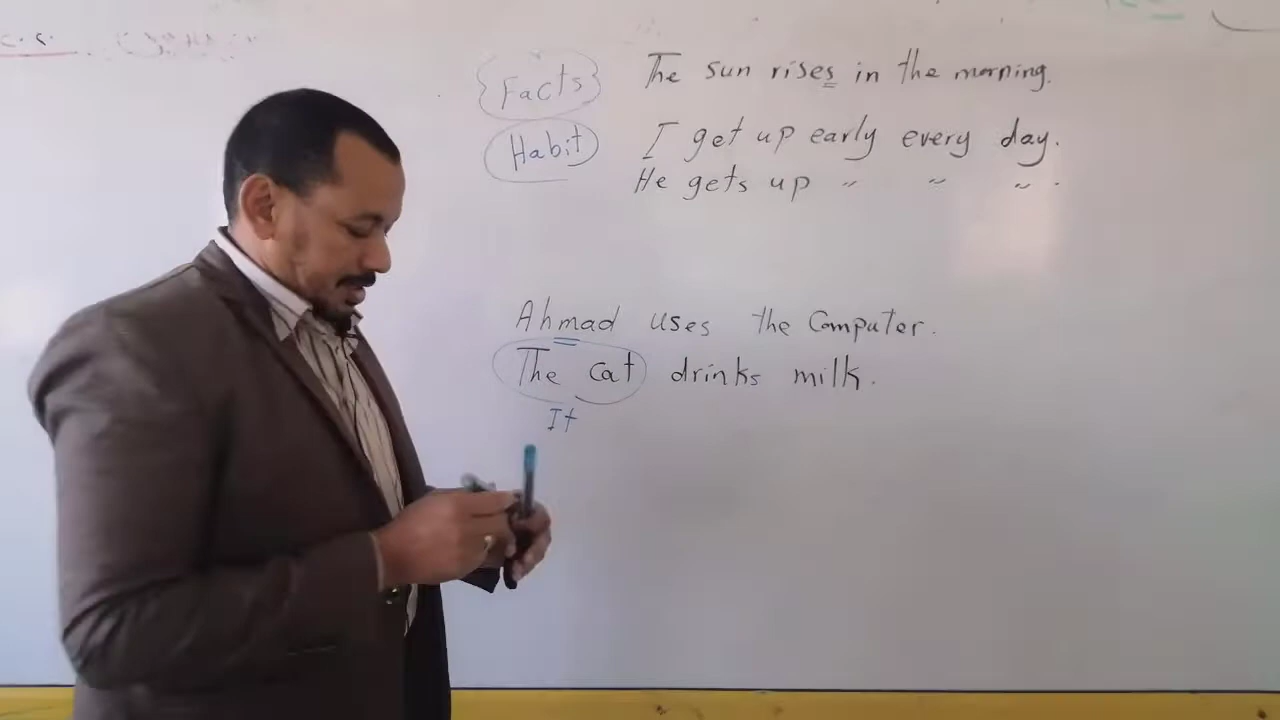 c.s.
{Facts} The sun rises in the morning.
Habit I get up early every day.
He gets up " " " .
Ahmad uses the Computer.
The cat drinks milk.
It